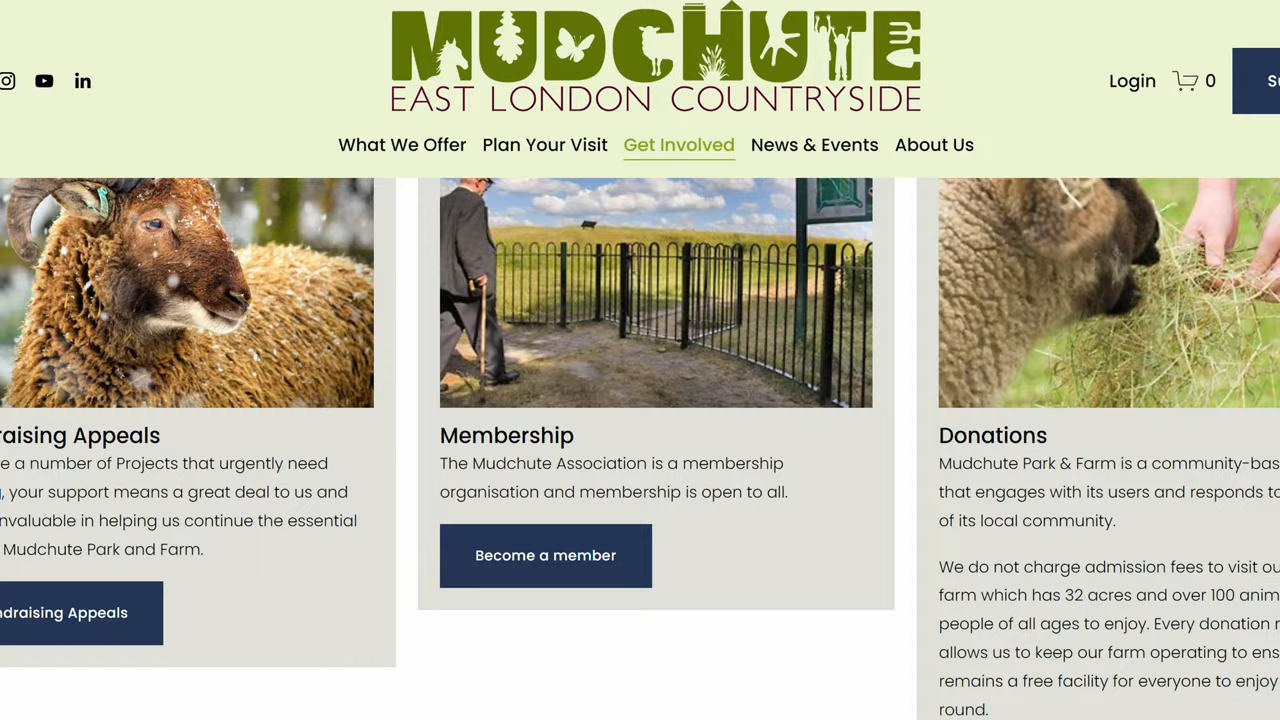 MUDCHUTE
EAST LONDON COUNTRYSIDE
Login
0
What We Offer
Plan Your Visit
Get Involved
News & Events
About Us
raising Appeals
e a number of Projects that urgently need
, your support means a great deal to us and
nvaluable in helping us continue the essential
Mudchute Park and Farm.
ndraising Appeals
Membership
The Mudchute Association is a membership
organisation and membership is open to all.
Become a member
Donations
Mudchute Park & Farm is a community-bas
that engages with its users and responds to
of its local community.
We do not charge admission fees to visit ou
farm which has 32 acres and over 100 anim
people of all ages to enjoy. Every donation
allows us to keep our farm operating to ens
remains a free facility for everyone to enjoy
round.